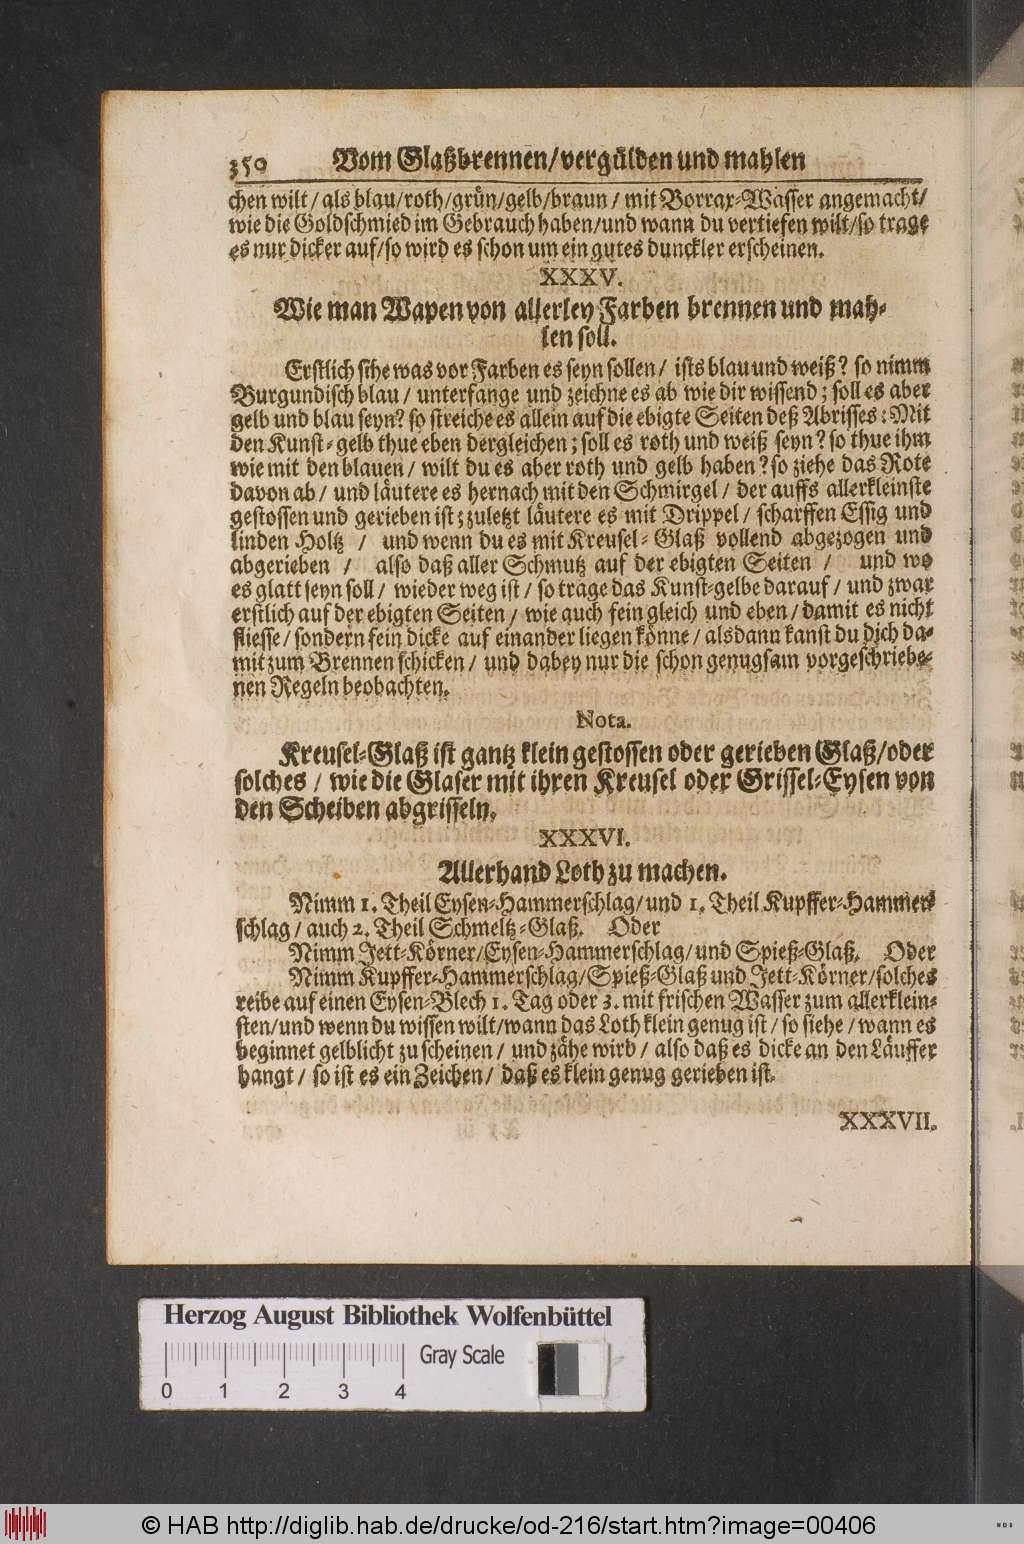 350 Vom Glaßbrennen/vergülden und mahlen
chen wilt/ als blau/roth/grün/gelb/braun/ mit Borrax-Wasser angemacht/
wie die Goldschmied im Gebrauch haben/und wann du vertiefen wilt/so trage
es nur dicker auf/so wird es schon um ein gutes dunckler erscheinen.
XXXV.
Wie man Wapen von allerley Farben brennen und mah-
len soll.
Erstlich sihe was vor Farben es seyn sollen/ ists blau und weiß? so nimm
Burgundisch blau/ unterfange und zeichne es ab wie dir wissend; soll es aber
gelb und blau seyn? so streiche es allein auf die ebigte Seiten deß Abrisses: Mit
den Kunst-gelb thue eben dergleichen; soll es roth und weiß seyn? so thue ihm
wie mit den blauen/ wilt du es aber roth und gelb haben? so ziehe das Rote
davon ab/ und läutere es hernach mit den Schmirgel/ der auffs allerkleinste
gestossen und gerieben ist; zuletzt läutere es mit Drippel/ scharffen Essig und
linden Holtz / und wenn du es mit Kreusel-Glaß vollend abgezogen und
abgerieben / also daß aller Schmutz auf der ebigten Seiten / und wo
es glatt seyn soll/ wieder weg ist/ so trage das Kunst-gelbe darauf/ und zwar
erstlich auf der ebigten Seiten/ wie auch fein gleich und eben/ damit es nicht
fliesse/ sondern fein dicke auf einander liegen könne/ alsdann kanst du dich da-
mit zum Brennen schicken/ und dabey nur die schon genugsam vorgeschriebe-
nen Regeln beobachten.
Nota.
Kreusel-Glaß ist gantz klein gestossen oder gerieben Glaß/oder
solches/ wie die Glaser mit ihren Kreusel oder Grissel-Eysen von
den Scheiben abgrisseln.
XXXVI.
Allerhand Loth zu machen.
Nimm 1. Theil Eysen-Hammerschlag/ und 1. Theil Kupffer-Hammer-
schlag/ auch 2. Theil Schmeltz-Glaß. Oder
Nimm Jett-Körner/Eysen-Hammerschlag/und Spieß-Glaß. Oder
Nimm Kupffer-Hammerschlag/Spieß-Glaß und Jett-Körner/solches
reibe auf einen Eysen-Blech 1. Tag oder 3. mit frischen Wasser zum allerklein-
sten/und wenn du wissen wilt/wann das Loth klein genug ist/ so siehe/ wann es
beginnet gelblicht zu scheinen/ und zähe wird/ also daß es dicke an den Läuffer
hangt/ so ist es ein Zeichen/ daß es klein genug gerieben ist.
XXXVII.
Herzog August Bibliothek Wolfenbüttel
Gray Scale
0 1 2 3 4
© HAB http://diglib.hab.de/drucke/od-216/start.htm?image=00406